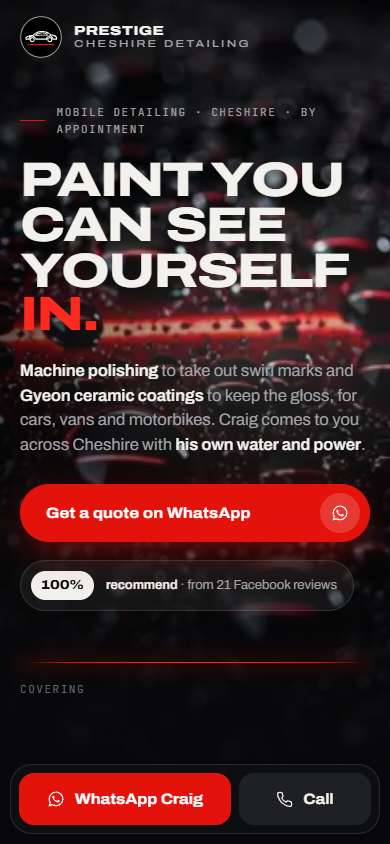 PRESTIGE
CHESHIRE DETAILING
MOBILE DETAILING · CHESHIRE · BY
APPOINTMENT
PAINT YOU
CAN SEE
YOURSELF
IN.
Machine polishing to take out swirl marks and
Gyeon ceramic coatings to keep the gloss, for
cars, vans and motorbikes. Craig comes to you
across Cheshire with his own water and power.
Get a quote on WhatsApp
100% recommend · from 21 Facebook reviews
COVERING
WhatsApp Craig
Call